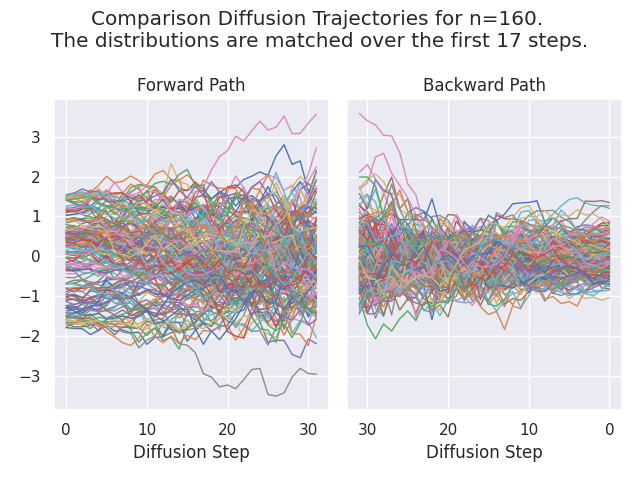 Comparison Diffusion Trajectories for n=160.
The distributions are matched over the first 17 steps.
Forward Path
Backward Path
3
2
1
0
−1
−2
−3
0 10 20 30
30 20 10 0
Diffusion Step
Diffusion Step